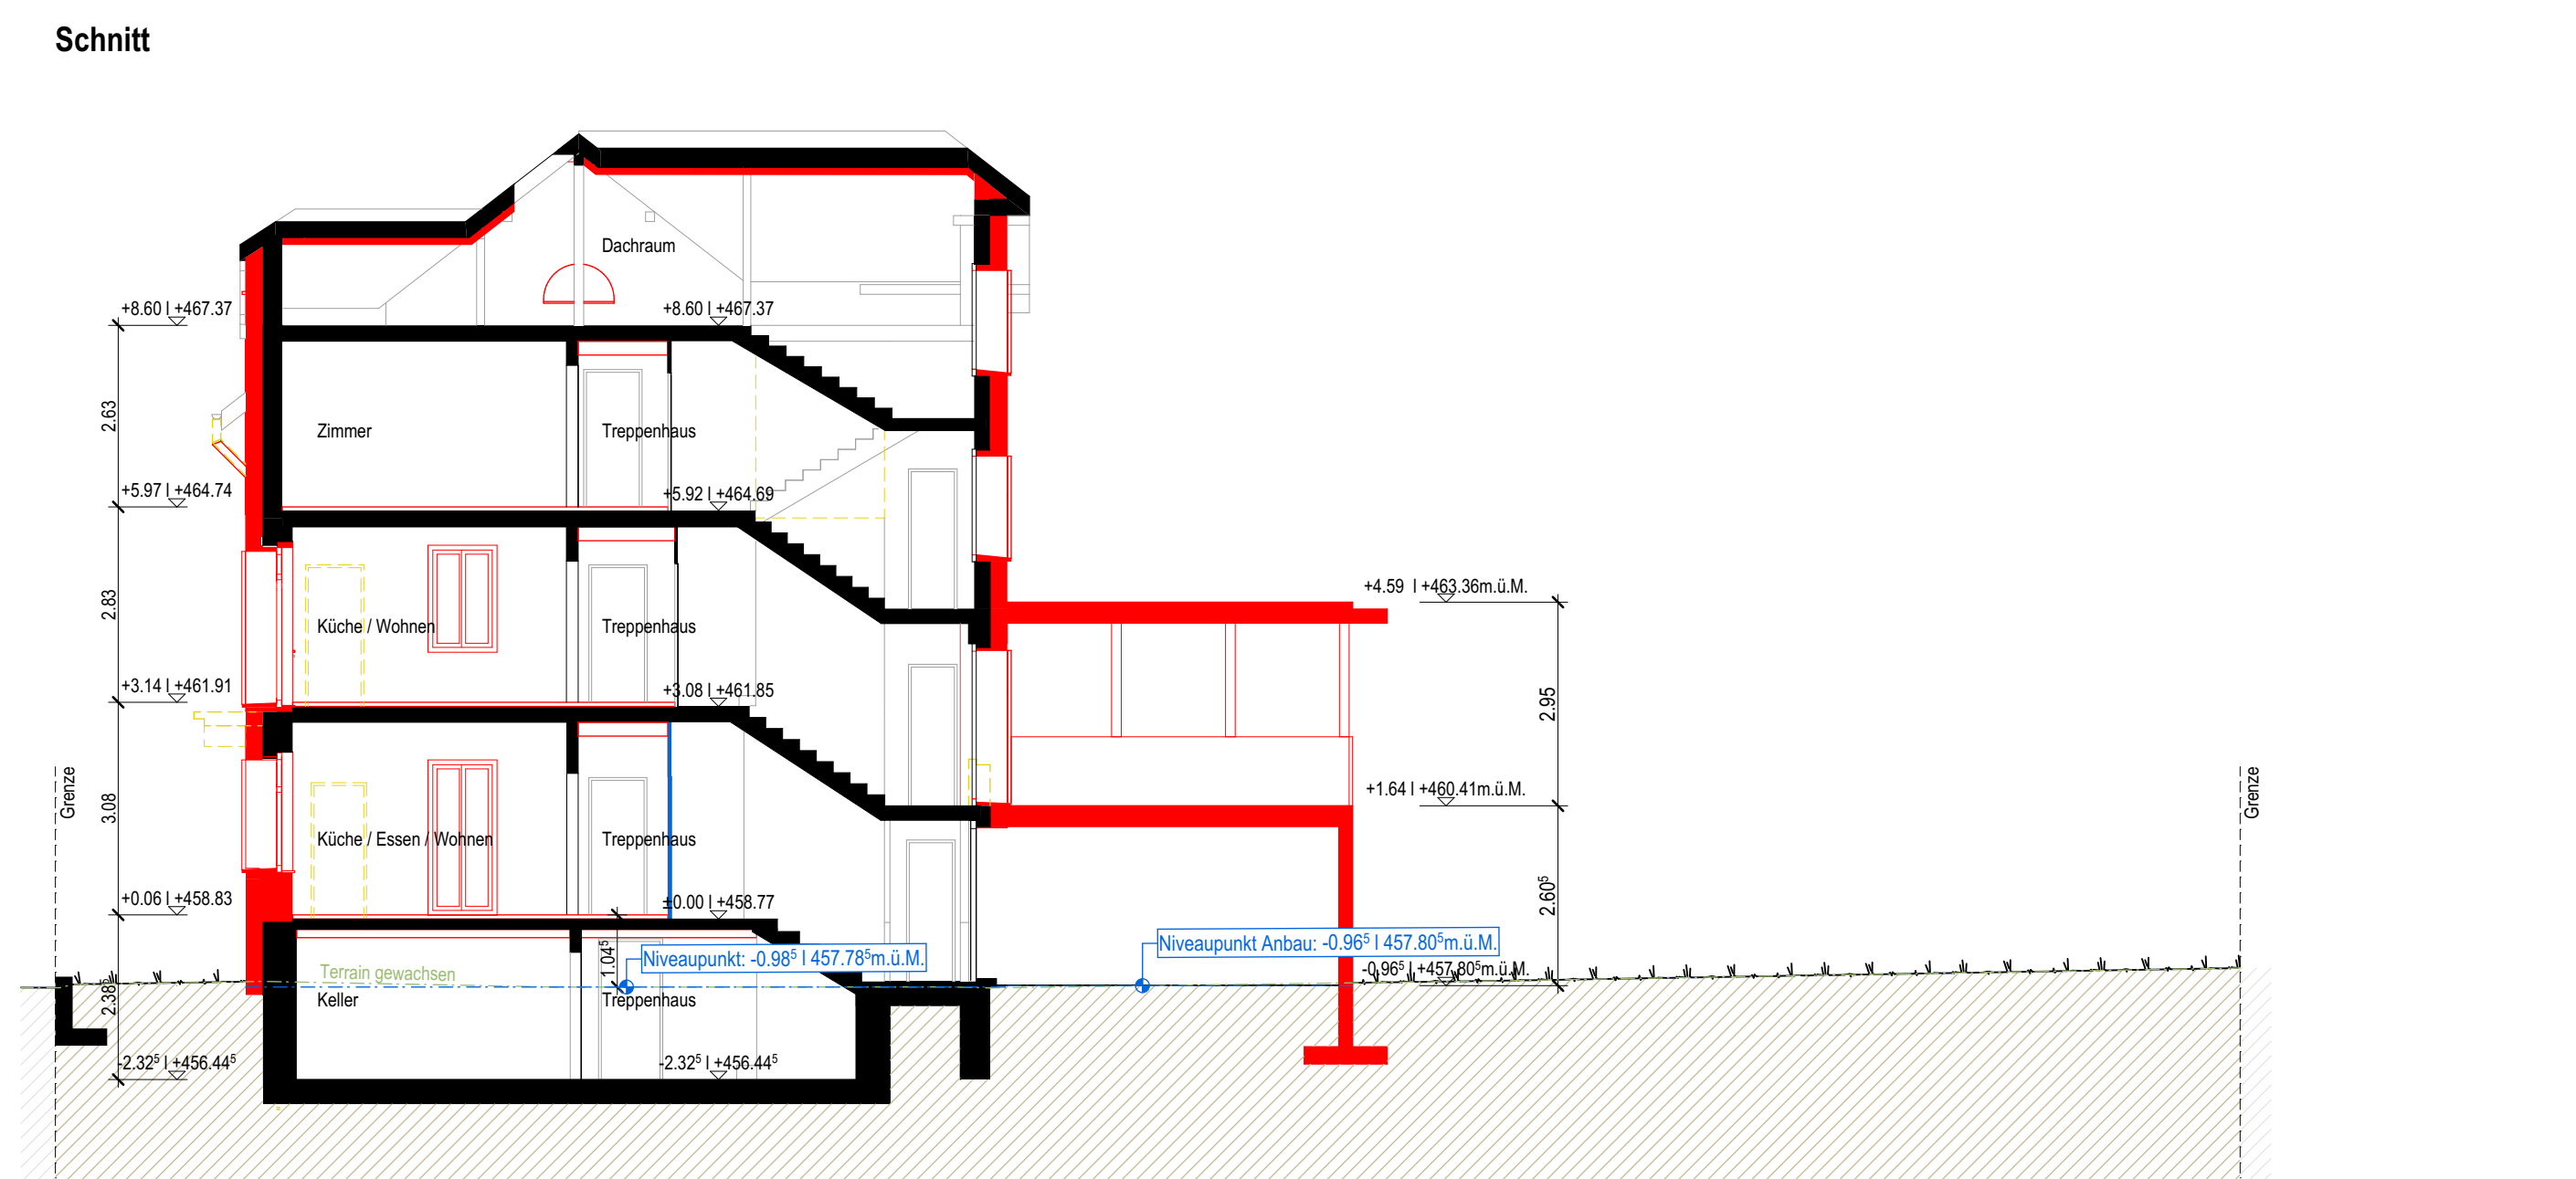 Schnitt
Dachraum
+8.60 I +467.37
+8.60 I +467.37
2.63
Zimmer
Treppenhaus
+5.97 I +464.74
+5.92 I +464.69
+4.59 I +463.36m.ü.M.
2.83
Küche / Wohnen
Treppenhaus
+3.14 I +461.91
+3.08 I +461.85
2.95
Grenze
+1.64 I +460.41m.ü.M.
Grenze
3.08
Küche / Essen / Wohnen
Treppenhaus
+0.06 I +458.83
±0.00 I +458.77
2.60⁵
1.04⁵
Niveaupunkt: -0.98⁵ I 457.78⁵m.ü.M.
Niveaupunkt Anbau: -0.96⁵ I 457.80⁵m.ü.M.
-0.96⁵ I +457.80⁵m.ü.M.
Terrain gewachsen
2.38⁵
Keller
Treppenhaus
-2.32⁵ I +456.44⁵
-2.32⁵ I +456.44⁵